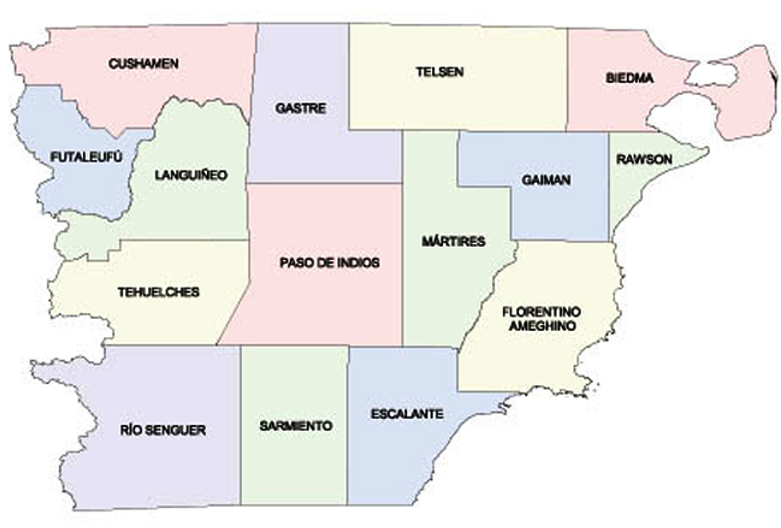 CUSHAMEN
TELSEN
BIEDMA
GASTRE
FUTALEUFÚ
LANGUIÑEO
GAIMAN
RAWSON
MÁRTIRES
PASO DE INDIOS
TEHUELCHES
FLORENTINO
AMEGHINO
RÍO SENGUER
SARMIENTO
ESCALANTE